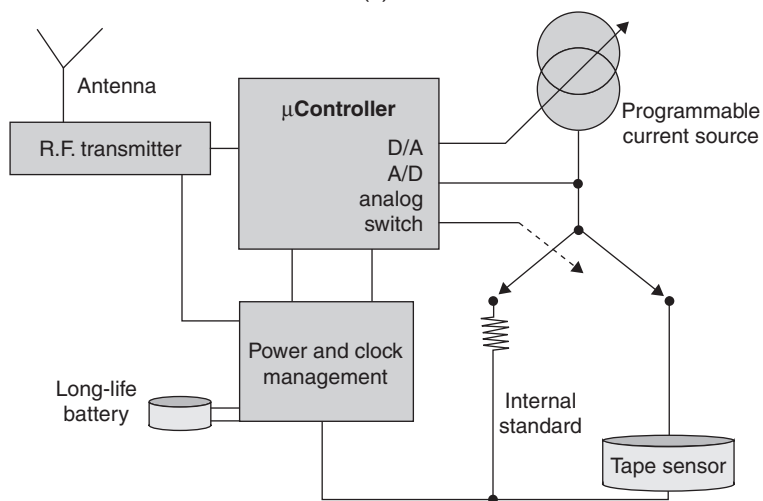 Antenna
R.F. transmitter
μController
D/A
A/D
analog
switch
Programmable
current source
Power and clock
management
Long-life
battery
Internal
standard
Tape sensor